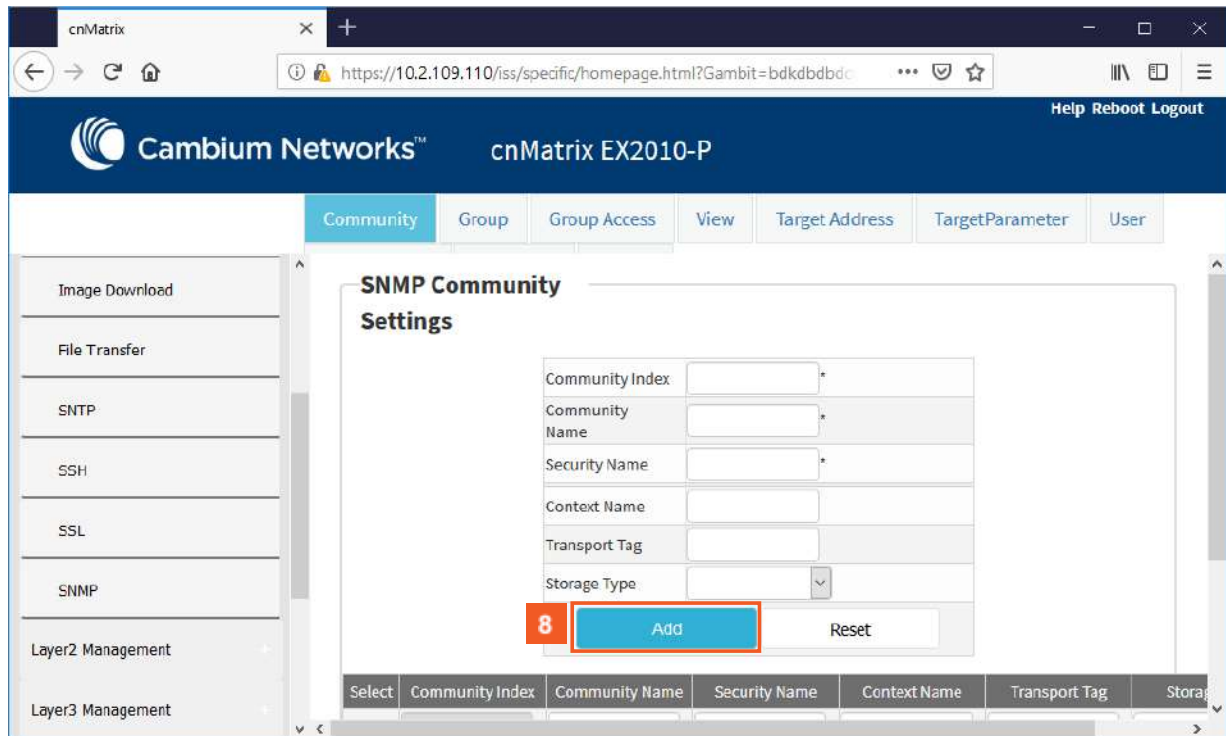 cnMatrix
https://10.2.109.110/iss/specific/homepage.html?Gambit=bdkdbdbdc
Help Reboot Logout
Cambium Networks™ cnMatrix EX2010-P
Community Group Group Access View Target Address TargetParameter User
Image Download
File Transfer
SNTP
SSH
SSL
SNMP
Layer2 Management +
Layer3 Management +
SNMP Community
Settings
Community Index *
Community
Name *
Security Name *
Context Name
Transport Tag
Storage Type
8 Add Reset
Select Community Index Community Name Security Name Context Name Transport Tag Storag